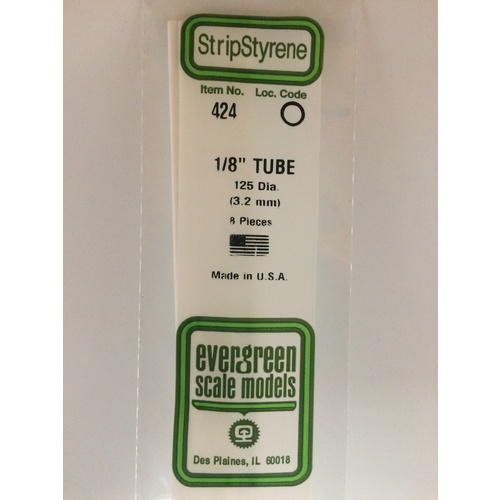 StripStyrene
Item No. Loc. Code
424
1/8" TUBE
125 Dia.
(3.2 mm)
8 Pieces
Made in U.S.A.
evergreen
scale models
Des Plaines, IL 60018